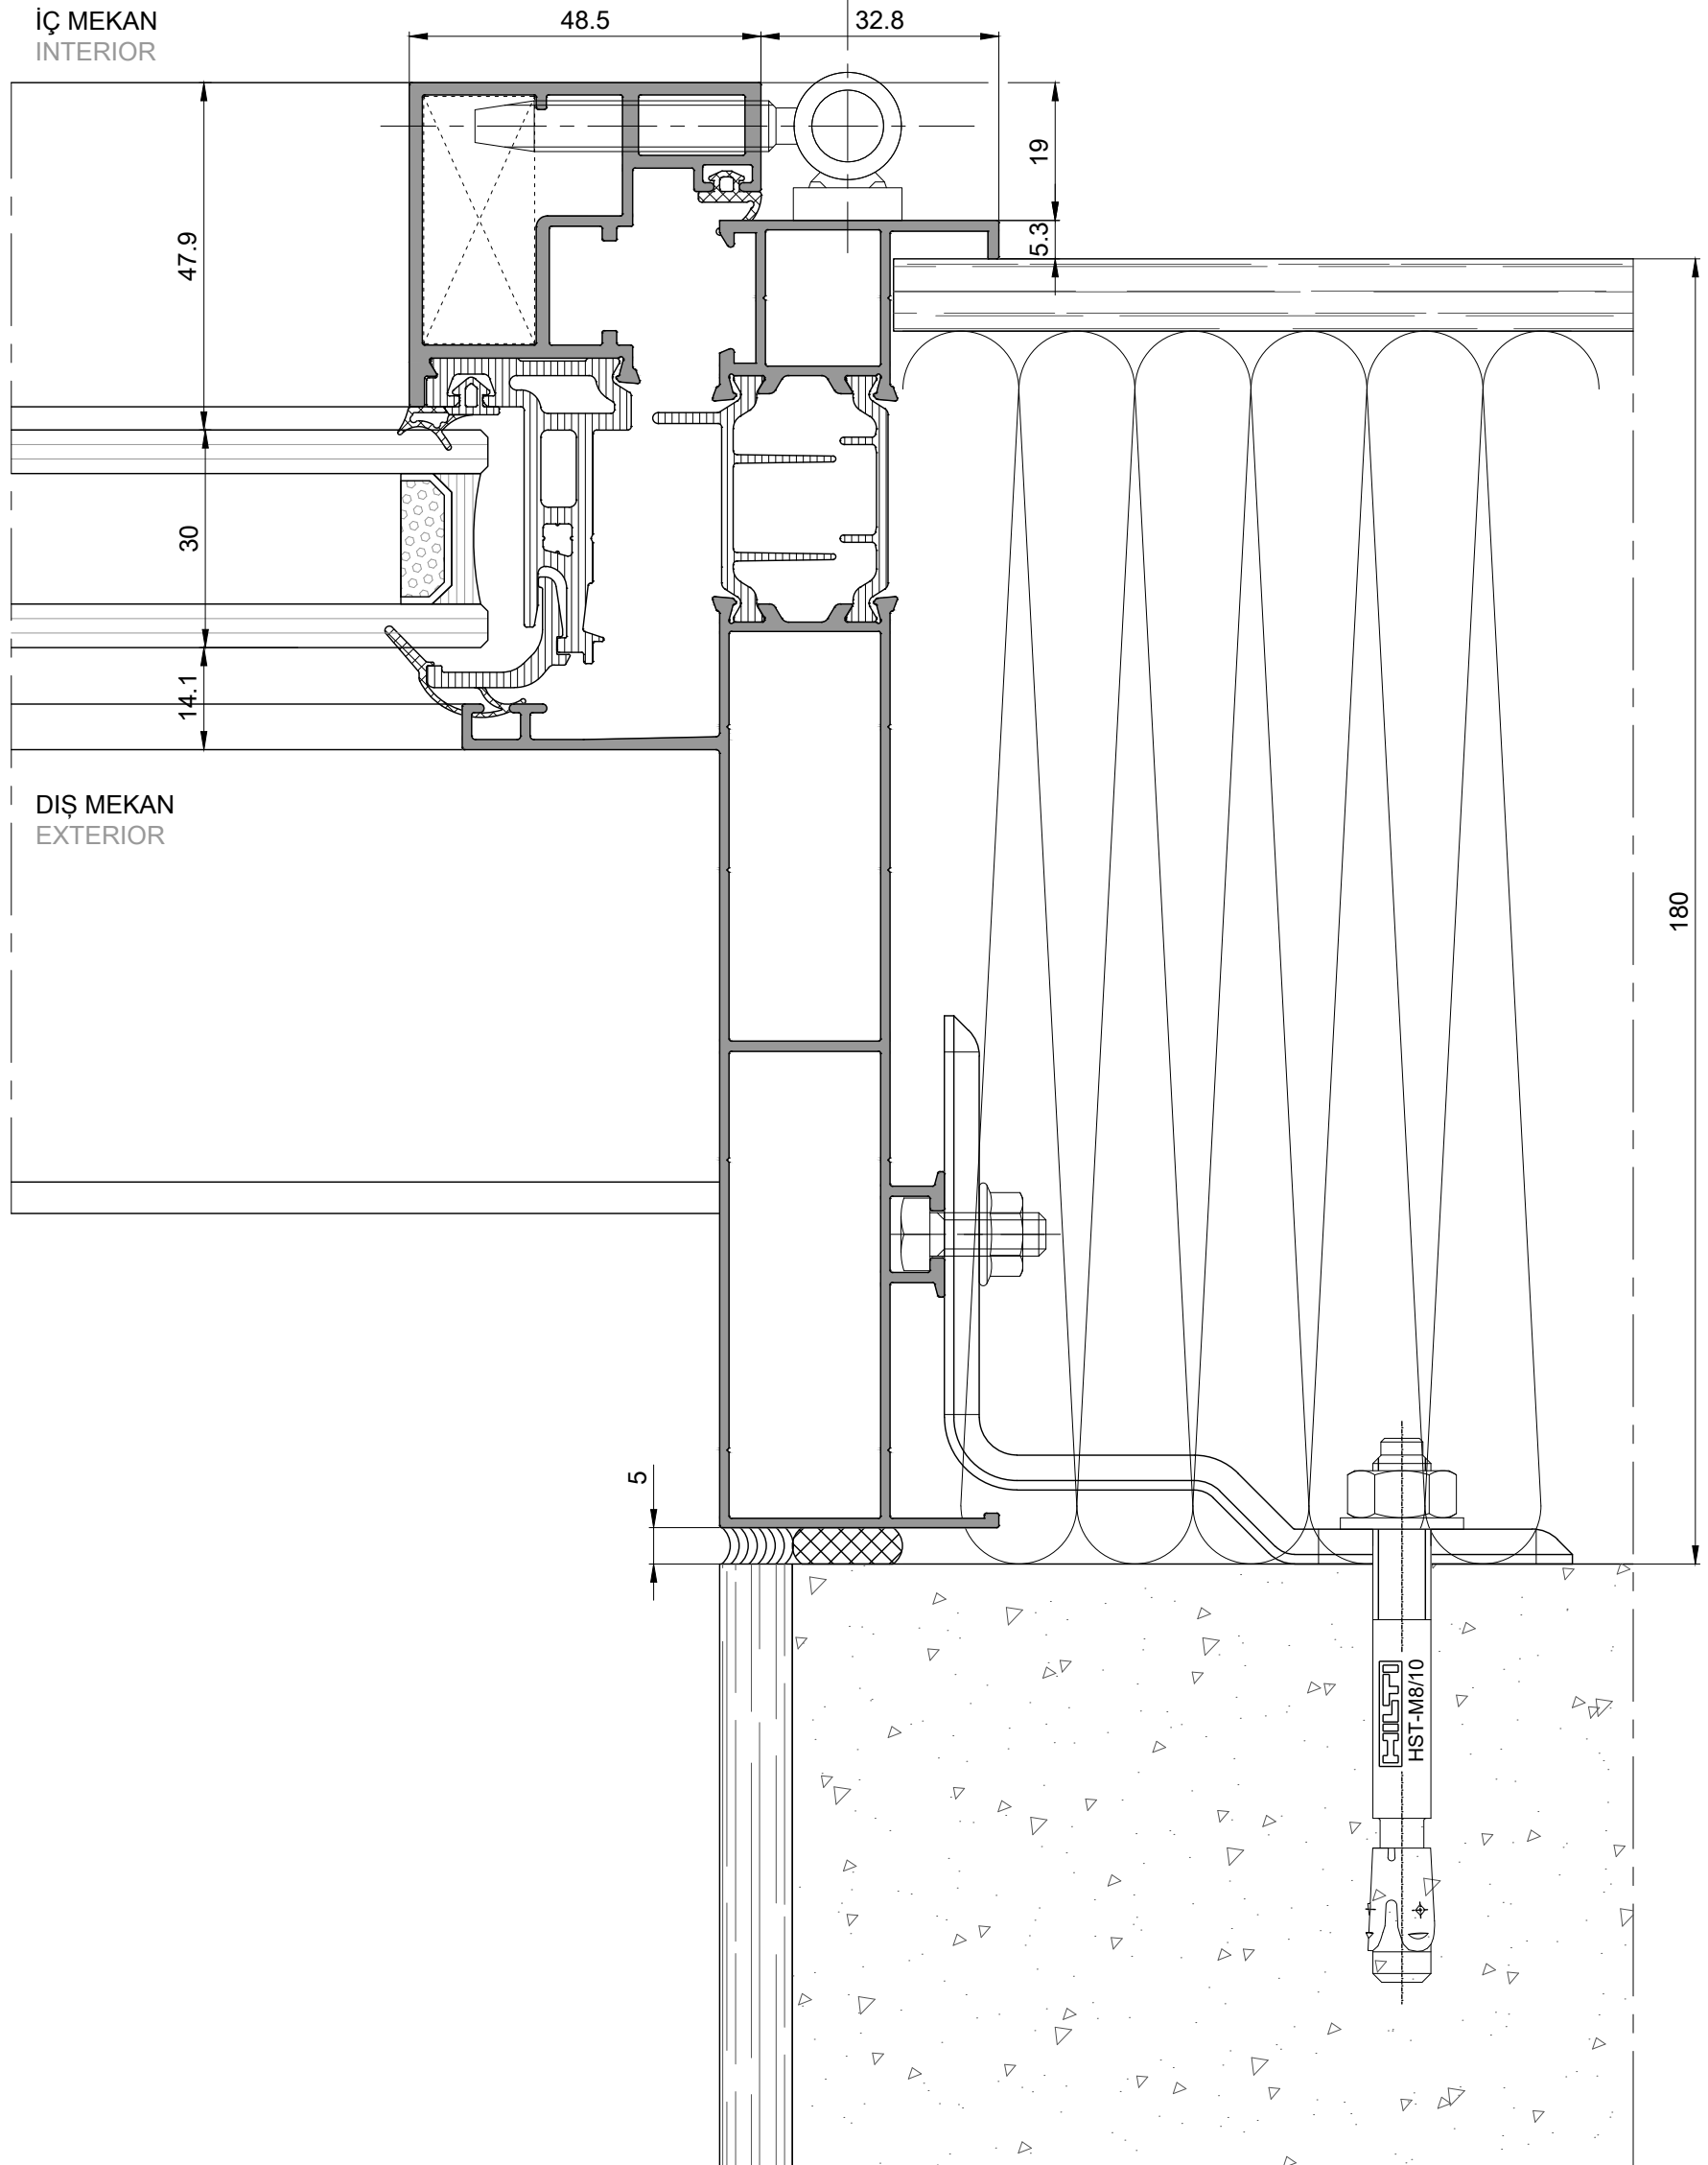 İÇ MEKAN
INTERIOR
48.5
32.8
19
5.3
47.9
30
14.1
DIŞ MEKAN
EXTERIOR
180
5
HILTI
HST-M8/10